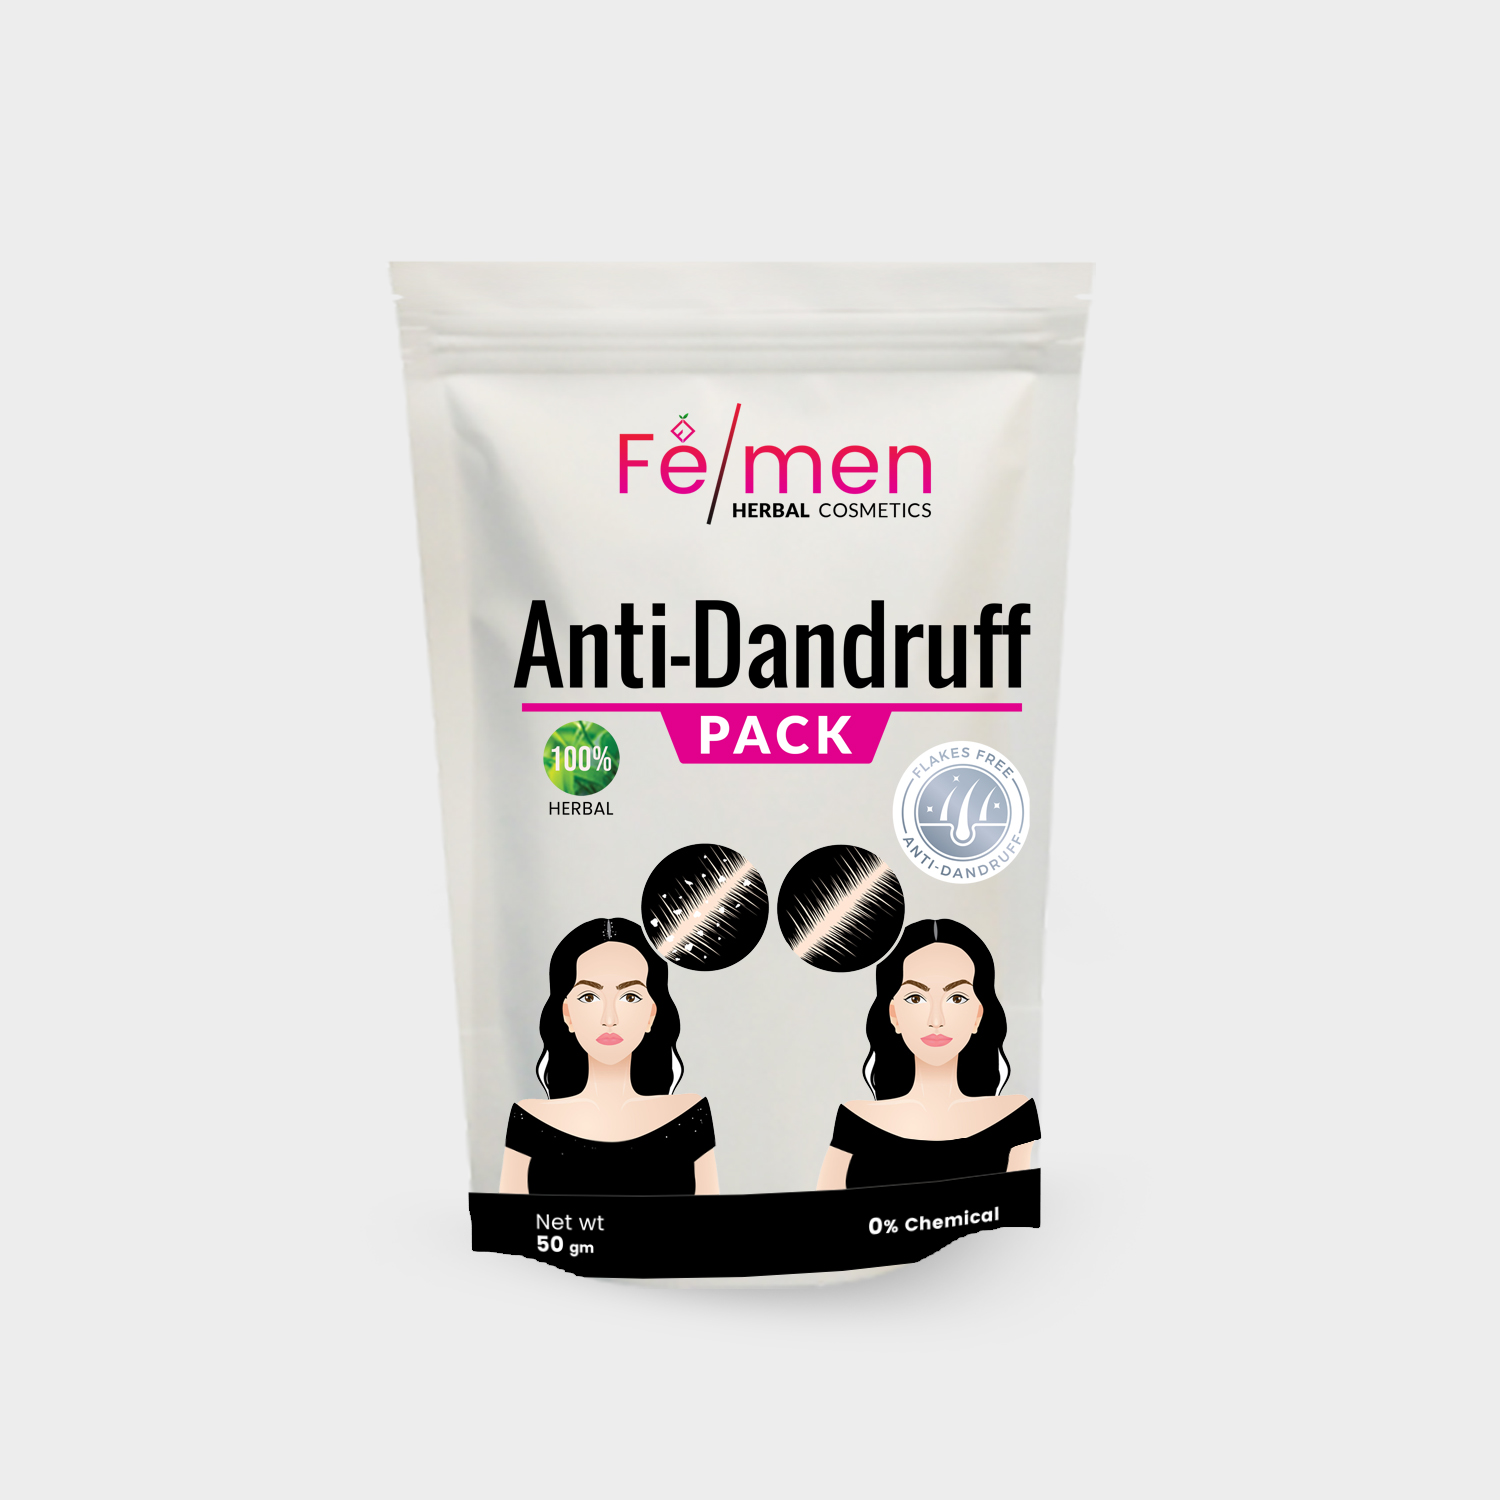 Fe/men
HERBAL COSMETICS
Anti-Dandruff
PACK
100%
HERBAL
FLAKES FREE
ANTI-DANDRUFF
Net wt
50 gm
0% Chemical